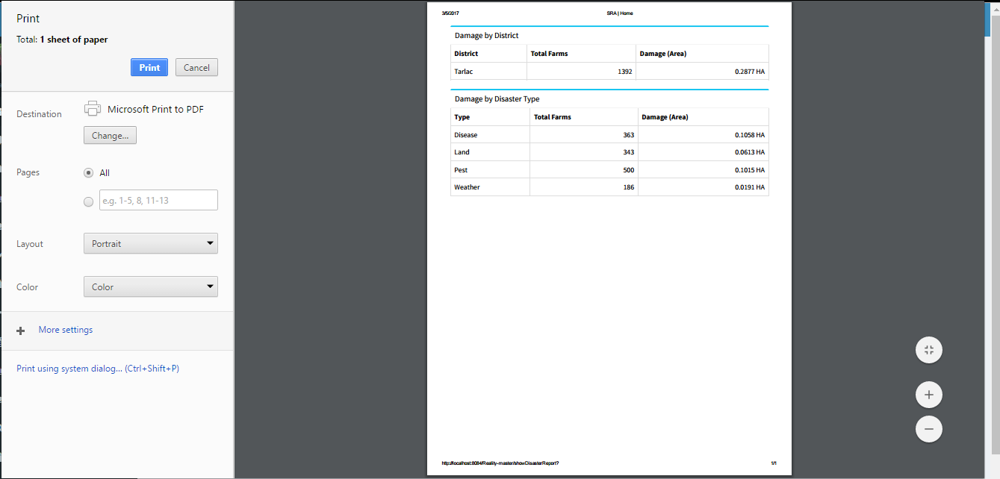 Print
Total: 1 sheet of paper
Print Cancel
Destination Microsoft Print to PDF
Change...
Pages All
e.g. 1-5, 8, 11-13
Layout Portrait
Color Color
More settings
Print using system dialog... (Ctrl+Shift+P)
3/5/2017 SRA | Home
Damage by District
District Total Farms Damage (Area)
Tarlac 1392 0.2877 HA
Damage by Disaster Type
Type Total Farms Damage (Area)
Disease 363 0.1058 HA
Land 343 0.0613 HA
Pest 500 0.1015 HA
Weather 186 0.0191 HA
http://localhost:8084/Reality-master/showDisasterReport? 1/1